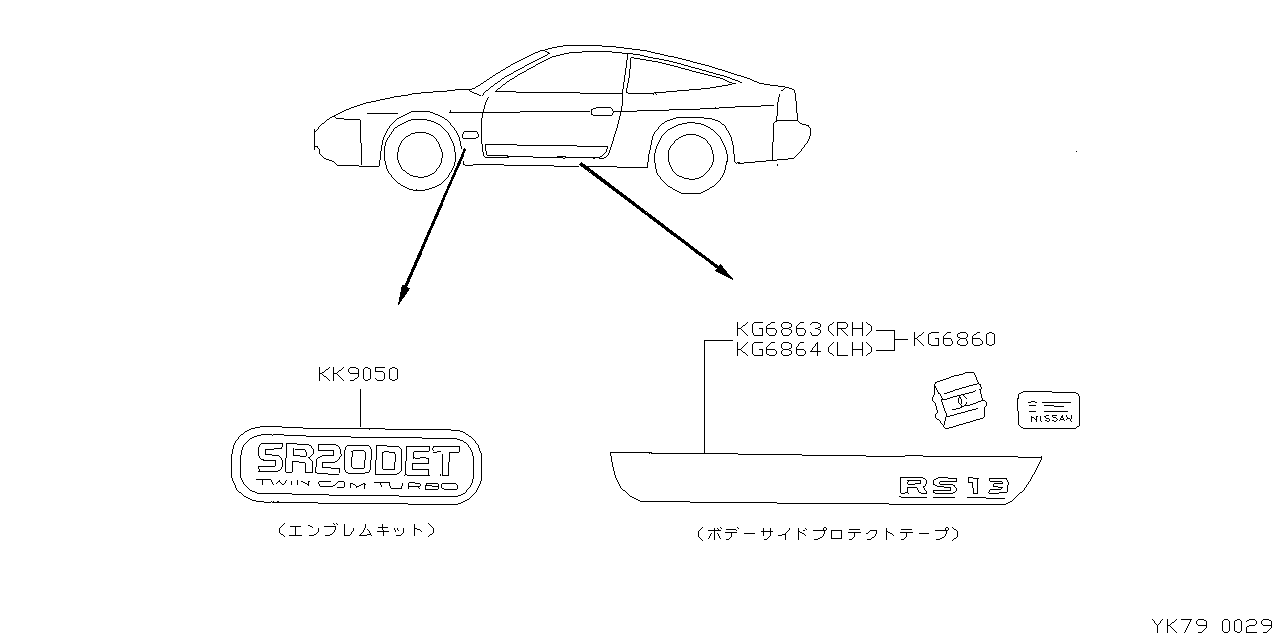 KG6863(RH)
KG6864(LH)
KG6860
KK9050
NISSAN
SR20DET
TWIN CAM TURBO
RS13
(エンブレムキット)
(ボデーサイドプロテクトテープ)
YK79 0029